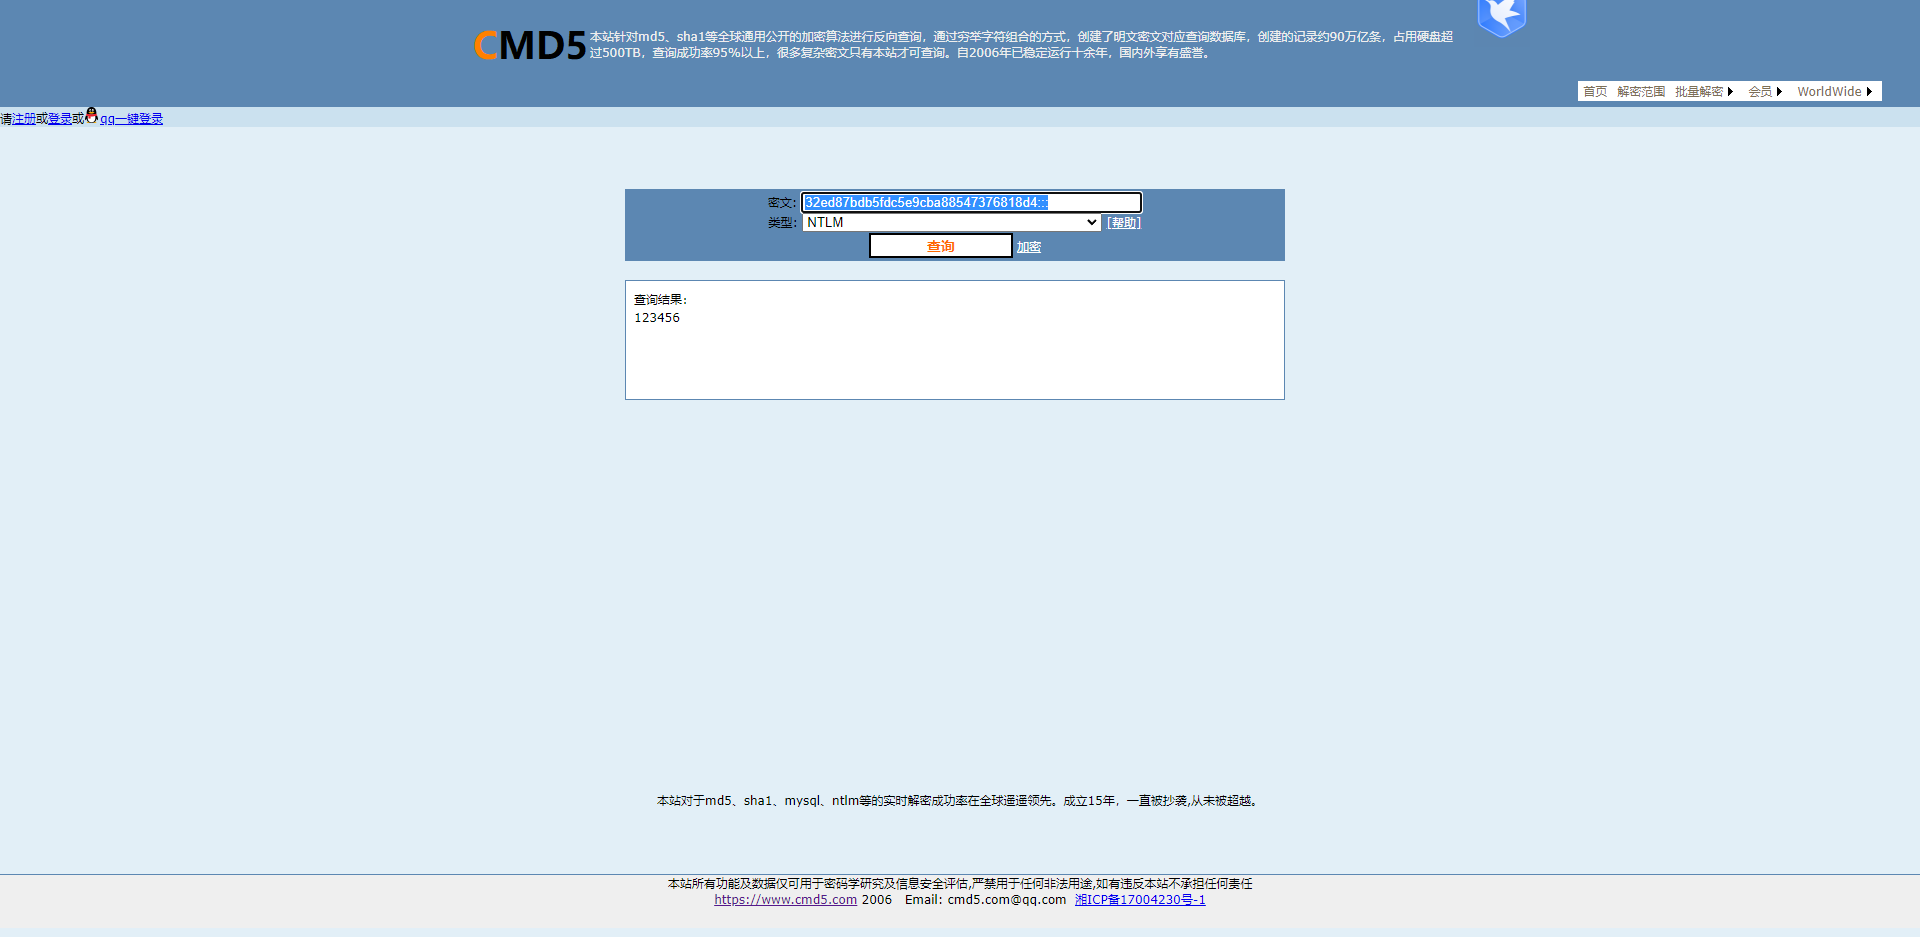 CMD5
本站针对md5、sha1等全球通用公开的加密算法进行反向查询，通过穷举字符组合的方式，创建了明文密文对应查询数据库，创建的记录约90万亿条，占用硬盘超
过500TB，查询成功率95%以上，很多复杂密文只有本站才可查询。自2006年已稳定运行十余年，国内外享有盛誉。
首页 解密范围 批量解密 会员 WorldWide
请注册或登录或qq一键登录
密文: 32ed87bdb5fdc5e9cba88547376818d4:::
类型: NTLM [帮助]
查询 加密
查询结果:
123456
本站对于md5、sha1、mysql、ntlm等的实时解密成功率在全球遥遥领先。成立15年，一直被抄袭,从未被超越。
本站所有功能及数据仅可用于密码学研究及信息安全评估,严禁用于任何非法用途,如有违反本站不承担任何责任
https://www.cmd5.com 2006 Email: cmd5.com@qq.com 湘ICP备17004230号-1